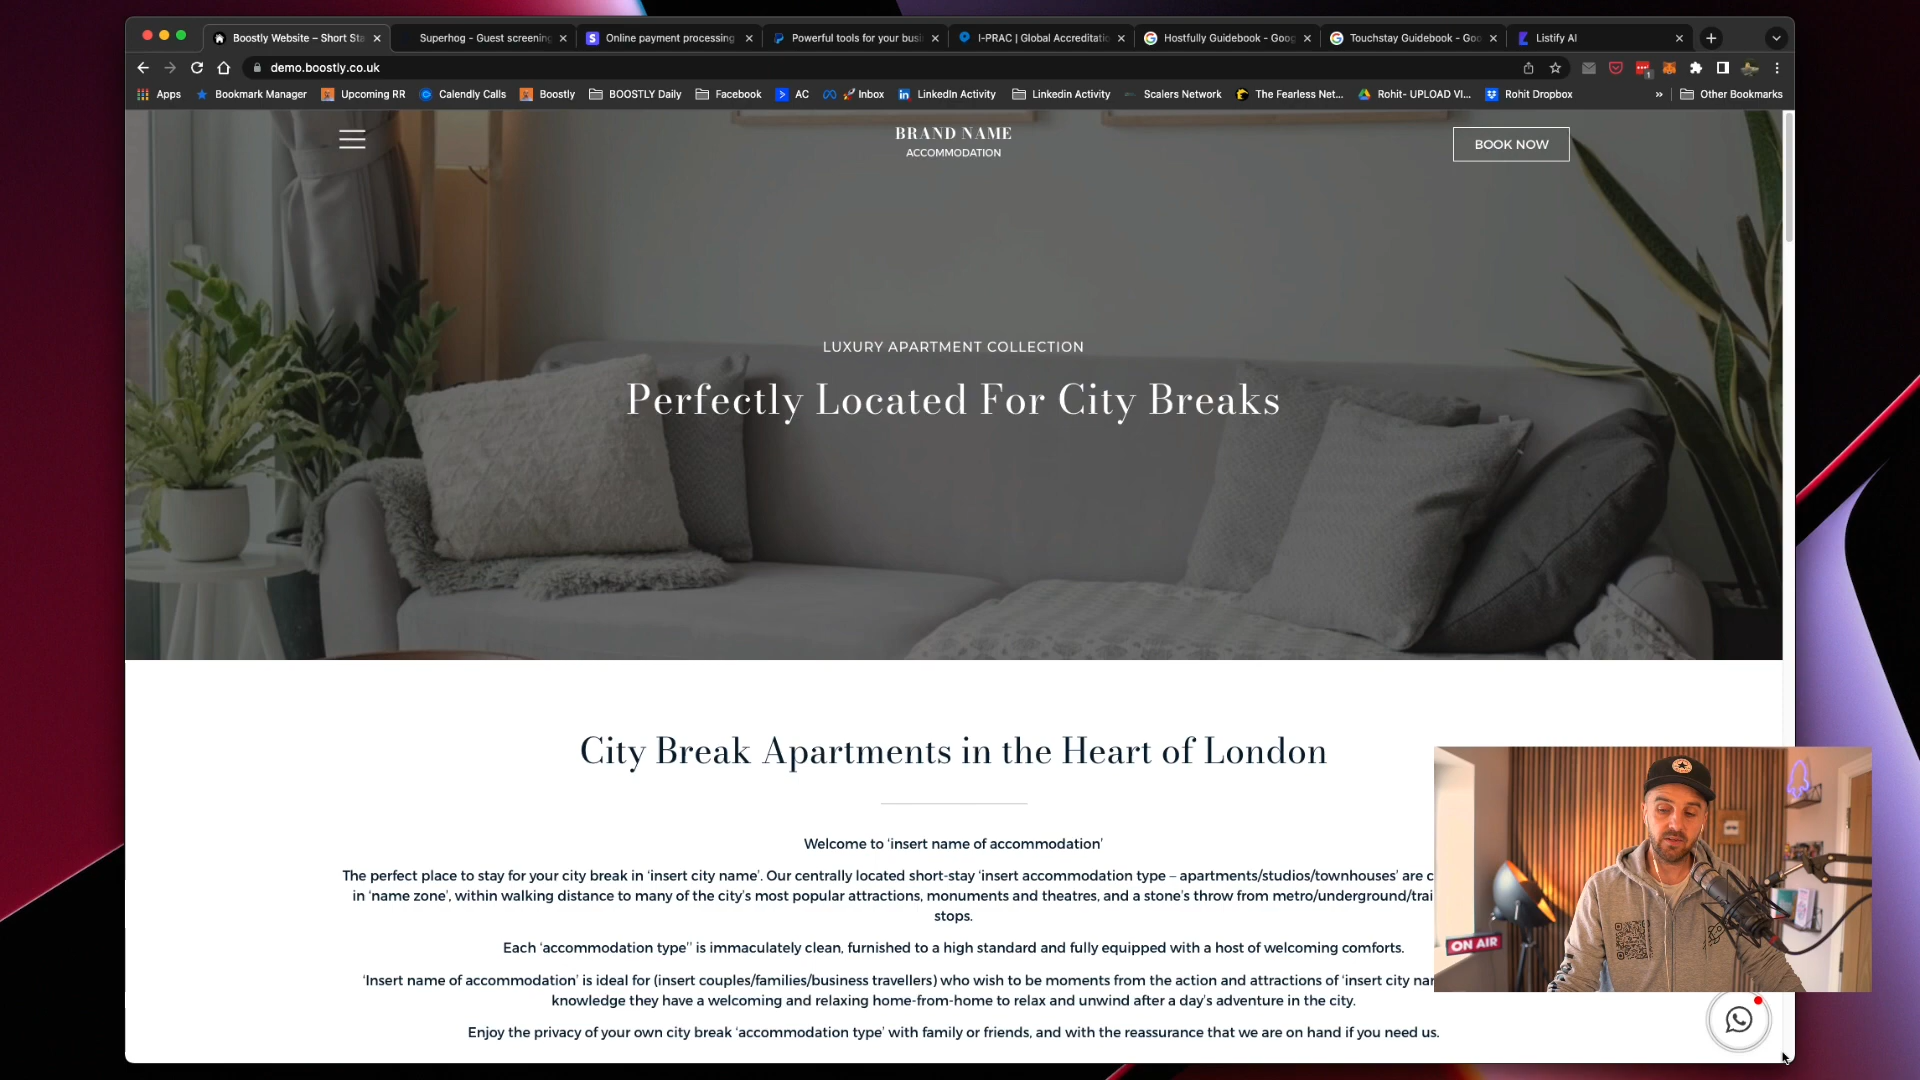 Boostly Website – Short Sta
Superhog - Guest screening
Online payment processing
Powerful tools for your busi
I-PRAC | Global Accreditatio
Hostfully Guidebook - Goog
Touchstay Guidebook - Goo
Listify AI
demo.boostly.co.uk
Apps
Bookmark Manager
Upcoming RR
Calendly Calls
Boostly
BOOSTLY Daily
Facebook
AC
Inbox
LinkedIn Activity
Linkedin Activity
Scalers Network
The Fearless Net...
Rohit- UPLOAD VI...
Rohit Dropbox
»
Other Bookmarks
BRAND NAME
ACCOMMODATION
BOOK NOW
LUXURY APARTMENT COLLECTION
Perfectly Located For City Breaks
City Break Apartments in the Heart of London
Welcome to ‘insert name of accommodation’
The perfect place to stay for your city break in ‘insert city name’. Our centrally located short-stay ‘insert accommodation type – apartments/studios/townhouses’ are c
in ‘name zone’, within walking distance to many of the city’s most popular attractions, monuments and theatres, and a stone’s throw from metro/underground/trai
stops.
Each ‘accommodation type’' is immaculately clean, furnished to a high standard and fully equipped with a host of welcoming comforts.
‘Insert name of accommodation’ is ideal for (insert couples/families/business travellers) who wish to be moments from the action and attractions of ‘insert city nar
knowledge they have a welcoming and relaxing home-from-home to relax and unwind after a day’s adventure in the city.
Enjoy the privacy of your own city break ‘accommodation type’ with family or friends, and with the reassurance that we are on hand if you need us.
ON AIR